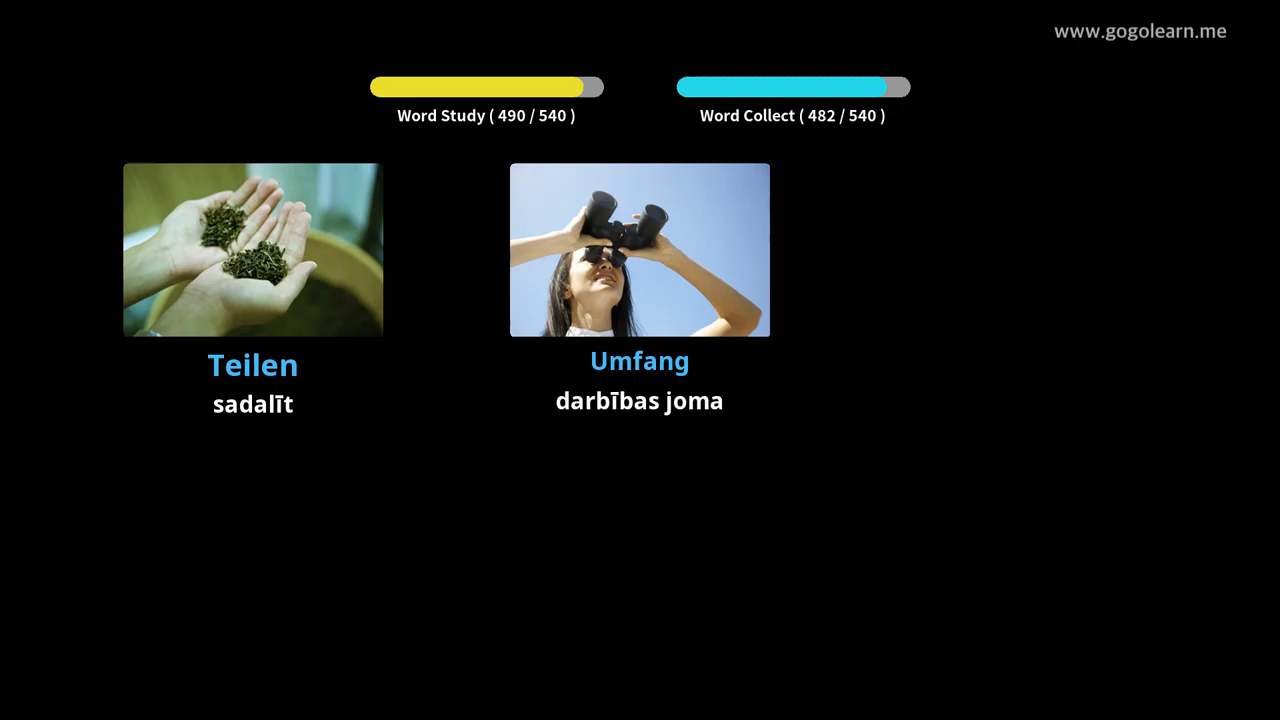 www.gogolearn.me
Word Study ( 490 / 540 )
Word Collect ( 482 / 540 )
Teilen
sadalīt
Umfang
darbības joma